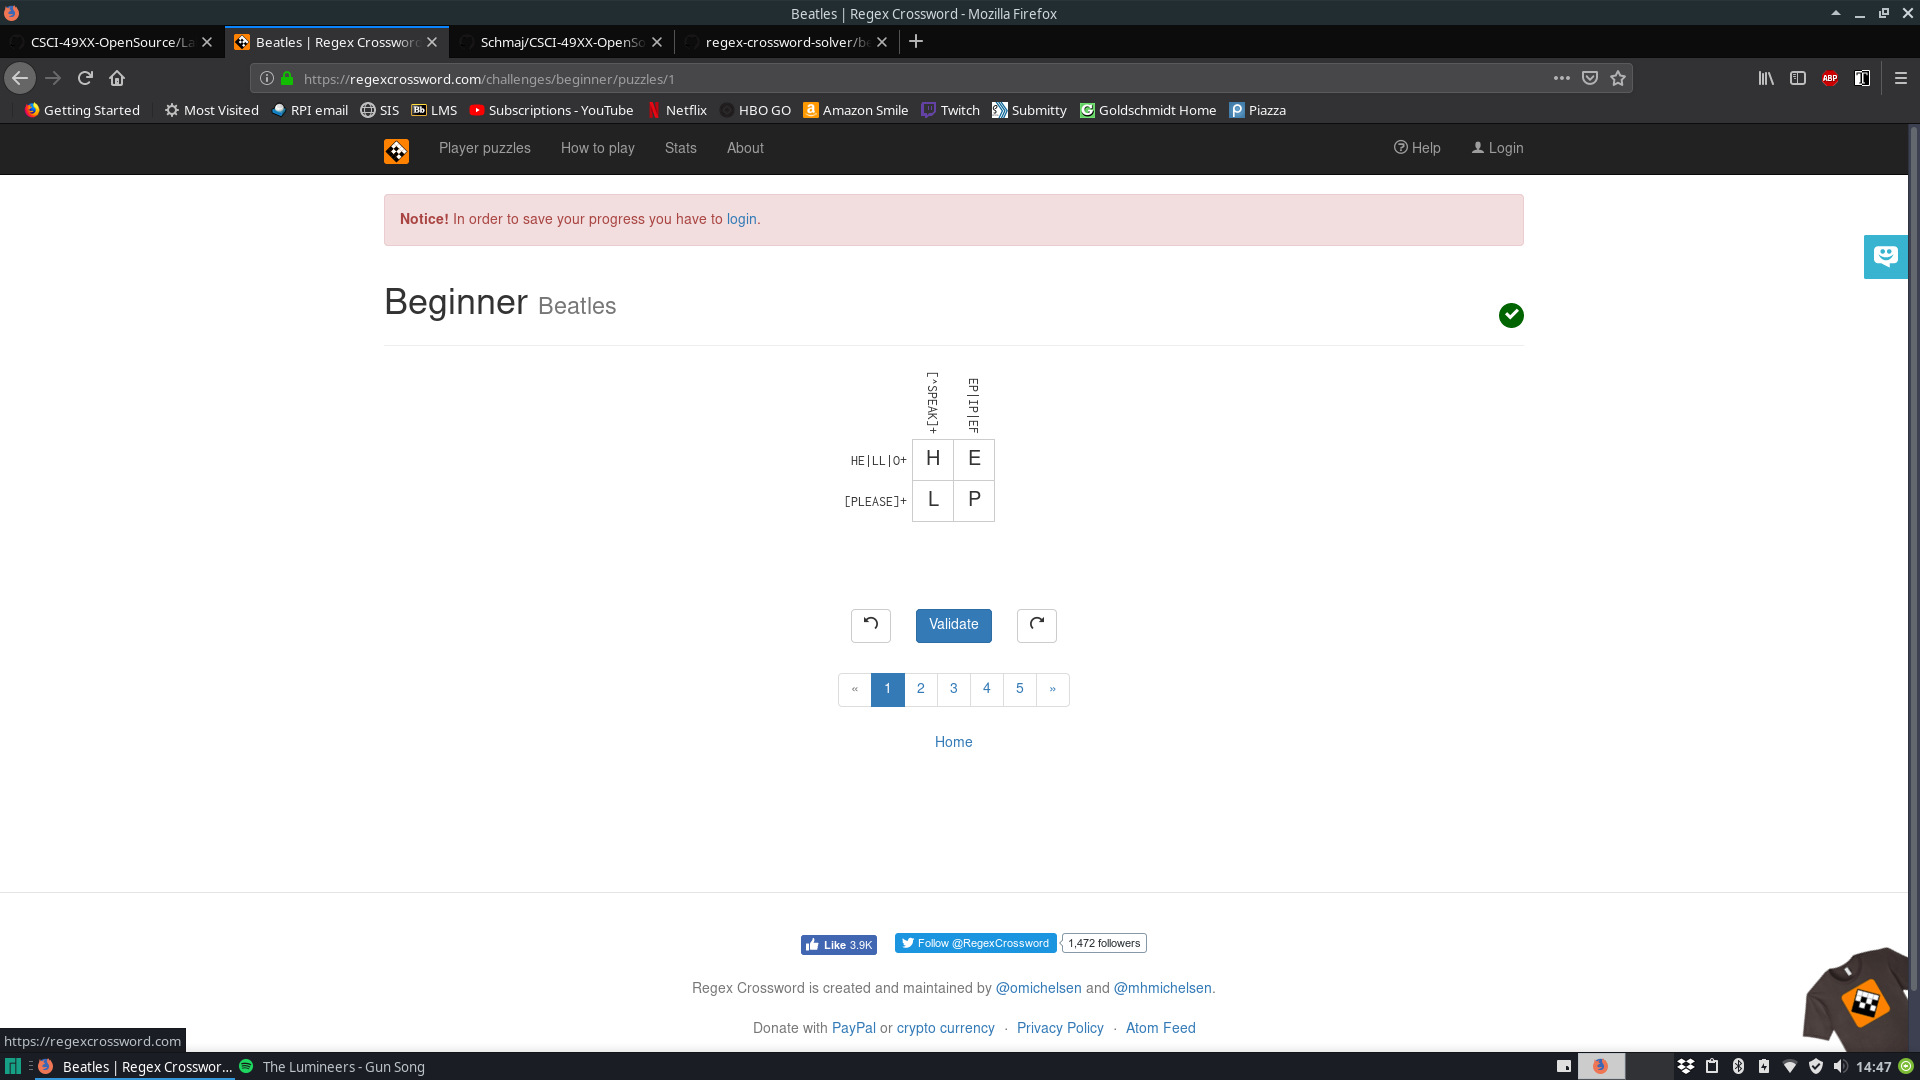 Beatles | Regex Crossword - Mozilla Firefox
CSCI-49XX-OpenSource/La
Beatles | Regex Crossword
Schmaj/CSCI-49XX-OpenSo
regex-crossword-solver/be
https://regexcrossword.com/challenges/beginner/puzzles/1
ABP
Getting Started
Most Visited
RPI email
SIS
Bb LMS
Subscriptions - YouTube
Netflix
HBO GO
Amazon Smile
Twitch
Submitty
Goldschmidt Home
Piazza
Player puzzles
How to play
Stats
About
Help
Login
Notice! In order to save your progress you have to login.
Beginner Beatles
[^SPEAK]+
EP|IP|EF
HE|LL|O+ H E
[PLEASE]+ L P
Validate
« 1 2 3 4 5 »
Home
Like 3.9K
Follow @RegexCrossword
1,472 followers
Regex Crossword is created and maintained by @omichelsen and @mhmichelsen.
Donate with PayPal or crypto currency · Privacy Policy · Atom Feed
https://regexcrossword.com
Beatles | Regex Crosswor...
The Lumineers - Gun Song
14:47